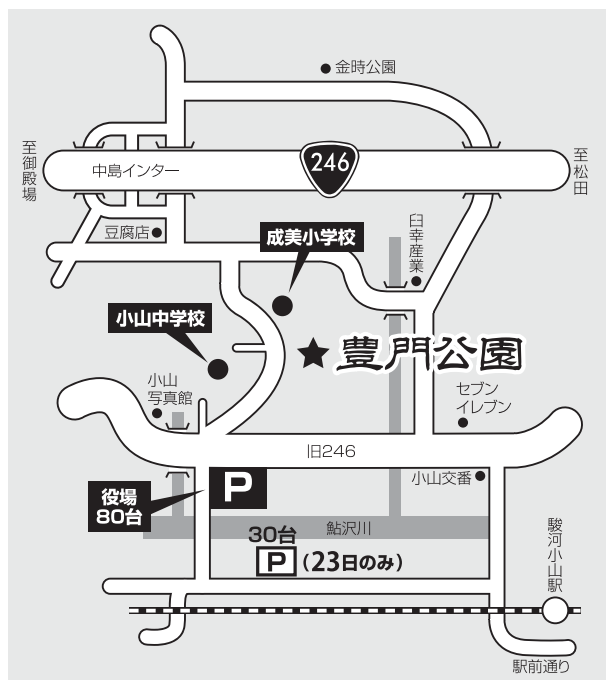 金時公園
至御殿場
中島インター
246
至松田
豆腐店
成美小学校
臼幸産業
小山中学校
豊門公園
小山
写真館
セブン
イレブン
旧246
小山交番
役場
80台
P
鮎沢川
30台
P
(23日のみ)
駿河小山駅
駅前通り